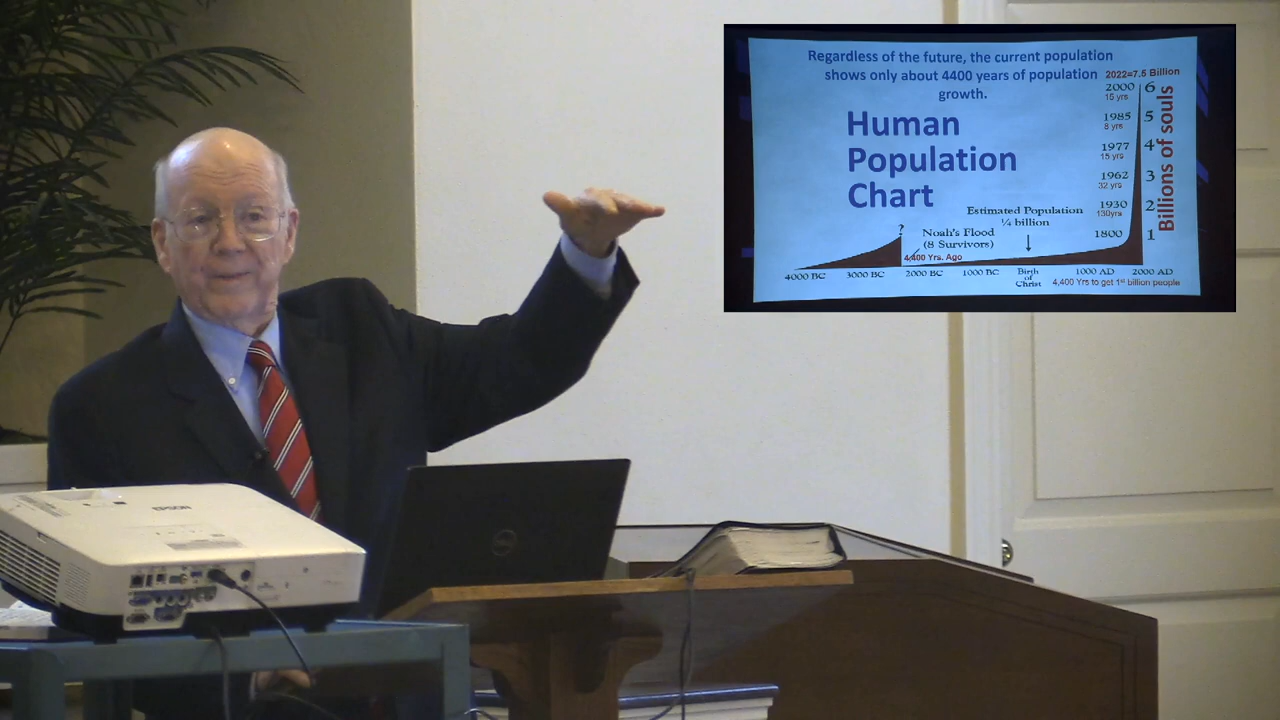 Regardless of the future, the current population
shows only about 4400 years of population
growth.
2022=7.5 Billion
Human
Population
Chart
2000
15 yrs
1985
8 yrs
1977
15 yrs
1962
32 yrs
1930
130yrs
1800
6
5
4
3
2
1
Billions of souls
Estimated Population
¼ billion
?
Noah's Flood
(8 Survivors)
4,400 Yrs. Ago
4000 BC
3000 BC
2000 BC
1000 BC
Birth
of
Christ
1000 AD
2000 AD
4,400 Yrs to get 1st billion people
EPSON
DELL